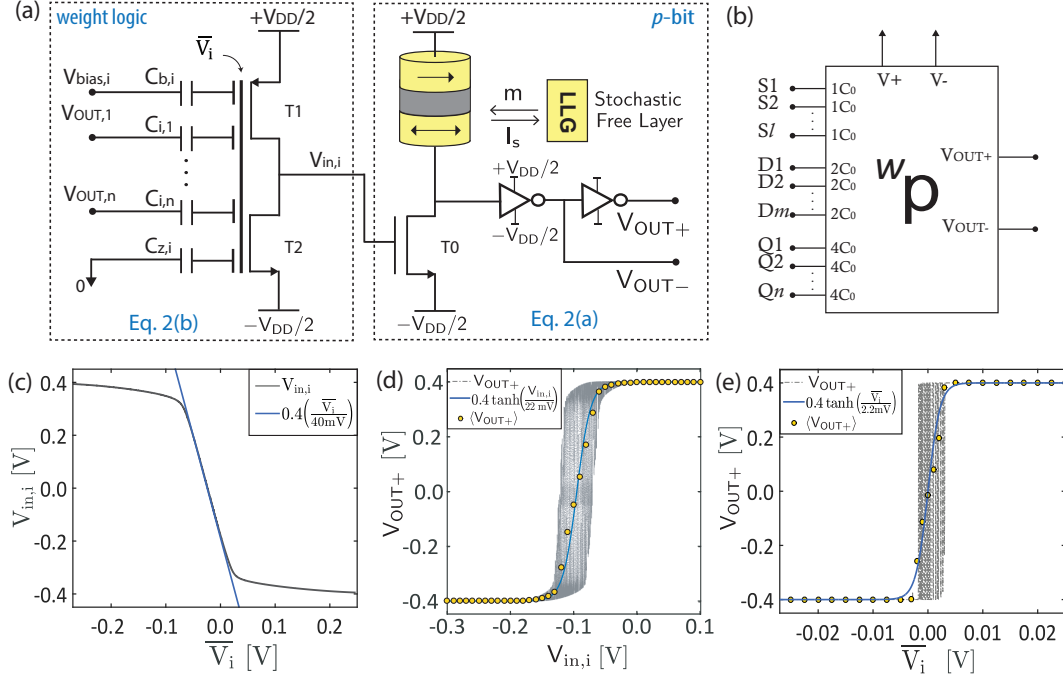 (a)
weight logic
+VDD/2
V̅i
Vbias,i
Cb,i
VOUT,1
Ci,1
T1
Vin,i
VOUT,n
Ci,n
Cz,i
T2
0
−VDD/2
Eq. 2(b)
p-bit
+VDD/2
m
Is
LLG
Stochastic
Free Layer
+VDD/2
−VDD/2
VOUT+
VOUT−
T0
−VDD/2
Eq. 2(a)
(b)
V+
V-
S1
1C0
S2
1C0
Sl
1C0
D1
2C0
D2
2C0
Dm
2C0
Q1
4C0
Q2
4C0
Qn
4C0
wp
VOUT+
VOUT-
(c)
Vin,i
0.4(V̅i/40mV)
Vin,i [V]
0.4
0.2
0.0
-0.2
-0.4
-0.2
-0.1
0.0
0.1
0.2
V̅i [V]
(d)
VOUT+
0.4 tanh(Vin,i/22 mV)
⟨VOUT+⟩
VOUT+ [V]
0.4
0.2
0.0
-0.2
-0.4
-0.3
-0.2
-0.1
0.0
0.1
Vin,i [V]
(e)
VOUT+
0.4 tanh(V̅i/2.2mV)
⟨VOUT+⟩
VOUT+ [V]
0.4
0.2
0.0
-0.2
-0.4
-0.02
-0.01
0.00
0.01
0.02
V̅i [V]